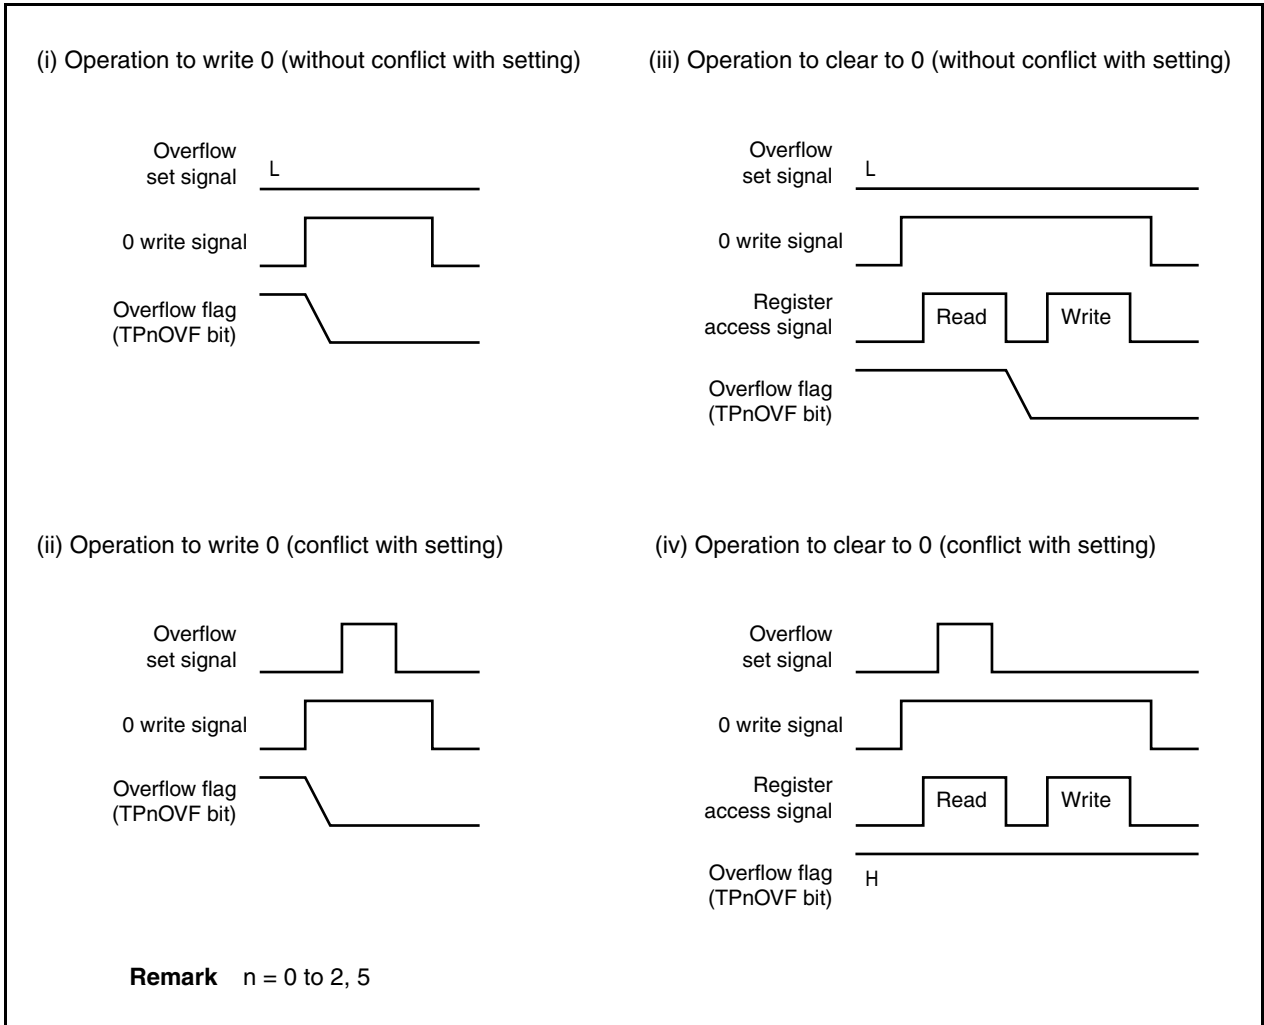 (i) Operation to write 0 (without conflict with setting)
Overflow
set signal
L
0 write signal
Overflow flag
(TPnOVF bit)
(iii) Operation to clear to 0 (without conflict with setting)
Overflow
set signal
L
0 write signal
Register
access signal
Read
Write
Overflow flag
(TPnOVF bit)
(ii) Operation to write 0 (conflict with setting)
Overflow
set signal
0 write signal
Overflow flag
(TPnOVF bit)
(iv) Operation to clear to 0 (conflict with setting)
Overflow
set signal
0 write signal
Register
access signal
Read
Write
Overflow flag
(TPnOVF bit)
H
Remark n = 0 to 2, 5